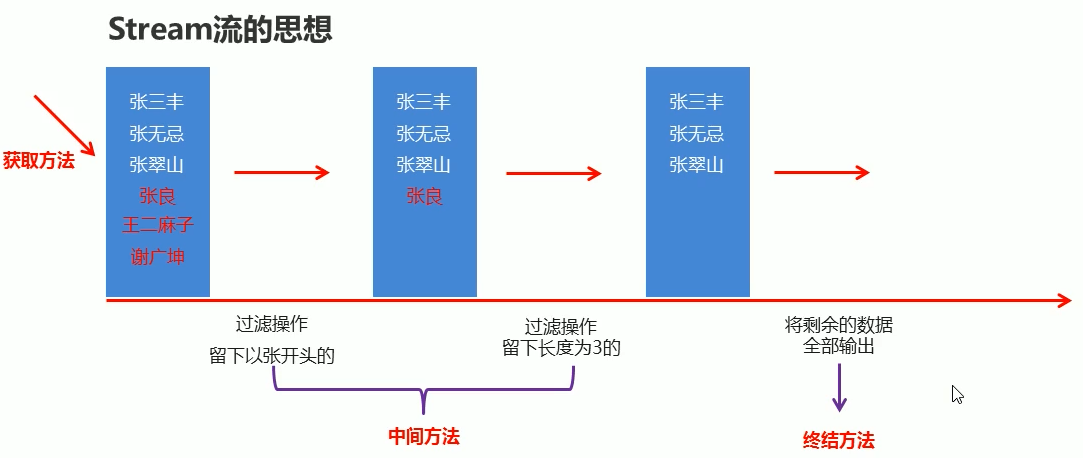 Stream流的思想
获取方法
张三丰
张无忌
张翠山
张良
王二麻子
谢广坤
张三丰
张无忌
张翠山
张良
张三丰
张无忌
张翠山
过滤操作
留下以张开头的
过滤操作
留下长度为3的
将剩余的数据
全部输出
中间方法
终结方法